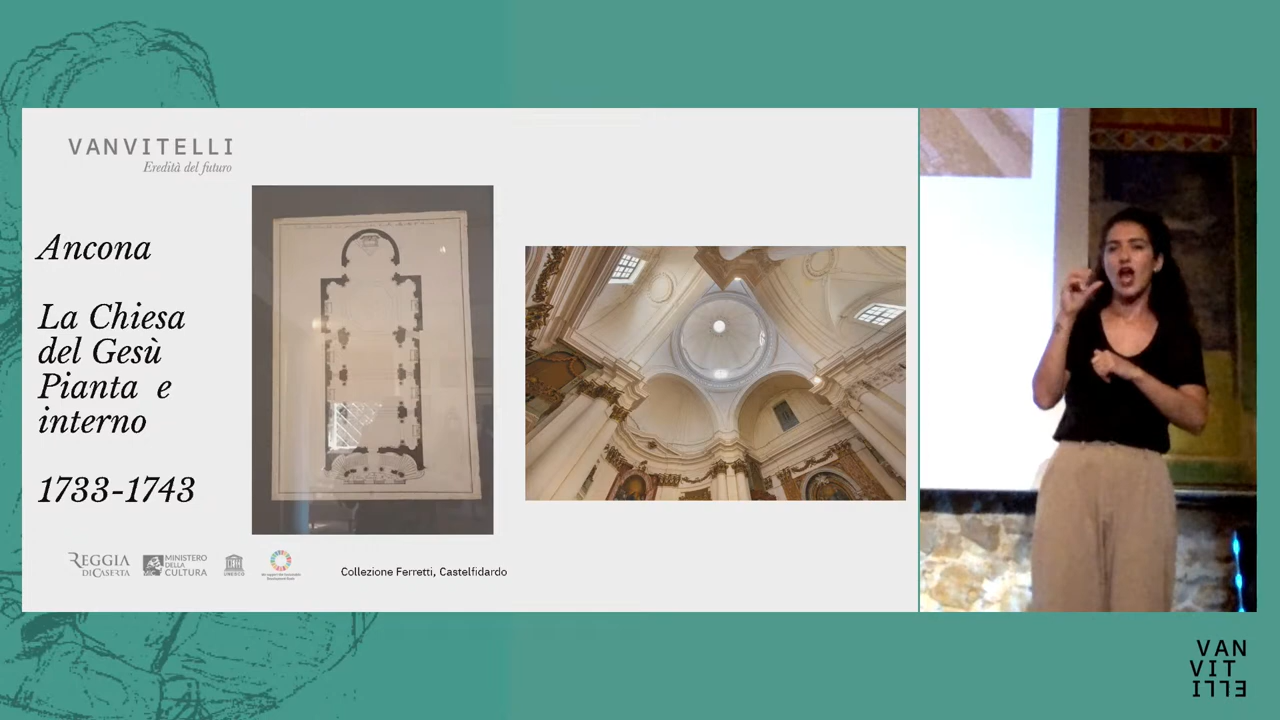 VANVITELLI
Eredità del futuro
Ancona
La Chiesa
del Gesù
Pianta e
interno
1733-1743
REGGIA
DI CASERTA
MINISTERO
DELLA
CULTURA
UNESCO
Collezione Ferretti, Castelfidardo
VAN
VIT
ELLI